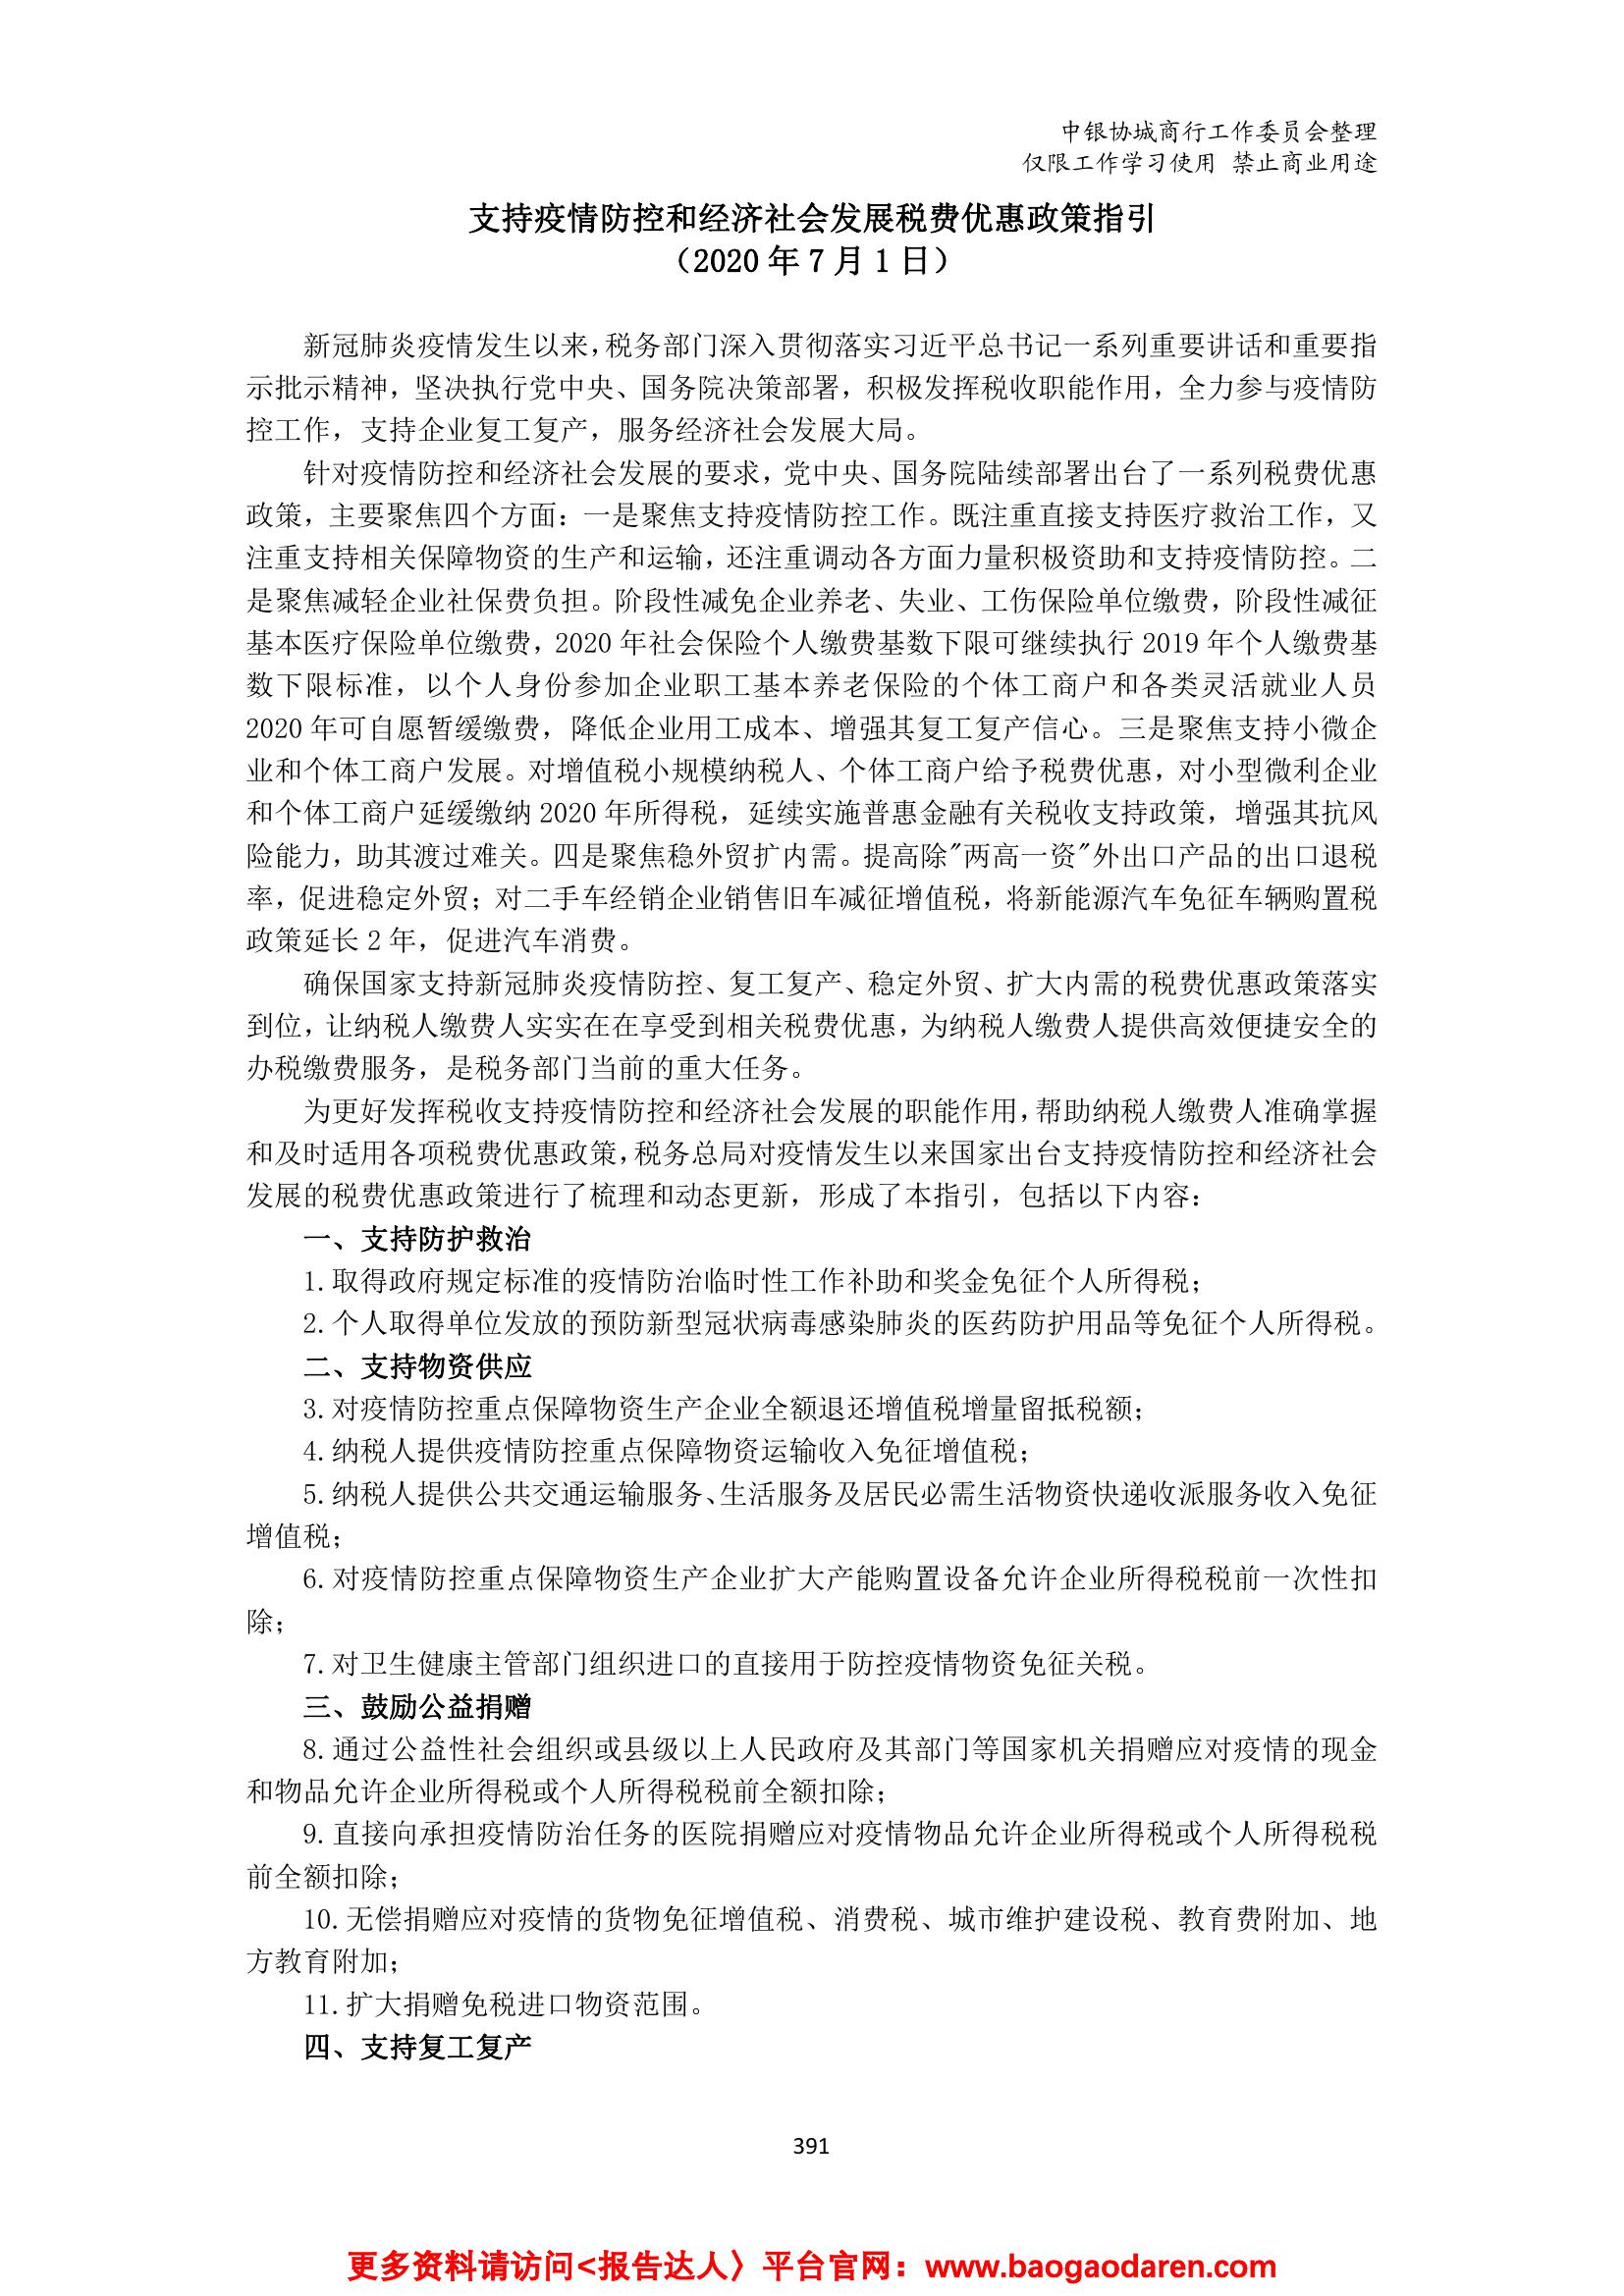 中银协城商行工作委员会整理
仅限工作学习使用 禁止商业用途
支持疫情防控和经济社会发展税费优惠政策指引
（2020 年 7 月 1 日）
新冠肺炎疫情发生以来，税务部门深入贯彻落实习近平总书记一系列重要讲话和重要指
示批示精神，坚决执行党中央、国务院决策部署，积极发挥税收职能作用，全力参与疫情防
控工作，支持企业复工复产，服务经济社会发展大局。
针对疫情防控和经济社会发展的要求，党中央、国务院陆续部署出台了一系列税费优惠
政策，主要聚焦四个方面：一是聚焦支持疫情防控工作。既注重直接支持医疗救治工作，又
注重支持相关保障物资的生产和运输，还注重调动各方面力量积极资助和支持疫情防控。二
是聚焦减轻企业社保费负担。阶段性减免企业养老、失业、工伤保险单位缴费，阶段性减征
基本医疗保险单位缴费，2020 年社会保险个人缴费基数下限可继续执行 2019 年个人缴费基
数下限标准，以个人身份参加企业职工基本养老保险的个体工商户和各类灵活就业人员
2020 年可自愿暂缓缴费，降低企业用工成本、增强其复工复产信心。三是聚焦支持小微企
业和个体工商户发展。对增值税小规模纳税人、个体工商户给予税费优惠，对小型微利企业
和个体工商户延缓缴纳 2020 年所得税，延续实施普惠金融有关税收支持政策，增强其抗风
险能力，助其渡过难关。四是聚焦稳外贸扩内需。提高除"两高一资"外出口产品的出口退税
率，促进稳定外贸；对二手车经销企业销售旧车减征增值税，将新能源汽车免征车辆购置税
政策延长 2 年，促进汽车消费。
确保国家支持新冠肺炎疫情防控、复工复产、稳定外贸、扩大内需的税费优惠政策落实
到位，让纳税人缴费人实实在在享受到相关税费优惠，为纳税人缴费人提供高效便捷安全的
办税缴费服务，是税务部门当前的重大任务。
为更好发挥税收支持疫情防控和经济社会发展的职能作用，帮助纳税人缴费人准确掌握
和及时适用各项税费优惠政策，税务总局对疫情发生以来国家出台支持疫情防控和经济社会
发展的税费优惠政策进行了梳理和动态更新，形成了本指引，包括以下内容：
一、支持防护救治
1.取得政府规定标准的疫情防治临时性工作补助和奖金免征个人所得税；
2.个人取得单位发放的预防新型冠状病毒感染肺炎的医药防护用品等免征个人所得税。
二、支持物资供应
3.对疫情防控重点保障物资生产企业全额退还增值税增量留抵税额；
4.纳税人提供疫情防控重点保障物资运输收入免征增值税；
5.纳税人提供公共交通运输服务、生活服务及居民必需生活物资快递收派服务收入免征
增值税；
6.对疫情防控重点保障物资生产企业扩大产能购置设备允许企业所得税税前一次性扣
除；
7.对卫生健康主管部门组织进口的直接用于防控疫情物资免征关税。
三、鼓励公益捐赠
8.通过公益性社会组织或县级以上人民政府及其部门等国家机关捐赠应对疫情的现金
和物品允许企业所得税或个人所得税税前全额扣除；
9.直接向承担疫情防治任务的医院捐赠应对疫情物品允许企业所得税或个人所得税税
前全额扣除；
10.无偿捐赠应对疫情的货物免征增值税、消费税、城市维护建设税、教育费附加、地
方教育附加；
11.扩大捐赠免税进口物资范围。
四、支持复工复产
391
更多资料请访问<报告达人〉平台官网：www.baogaodaren.com